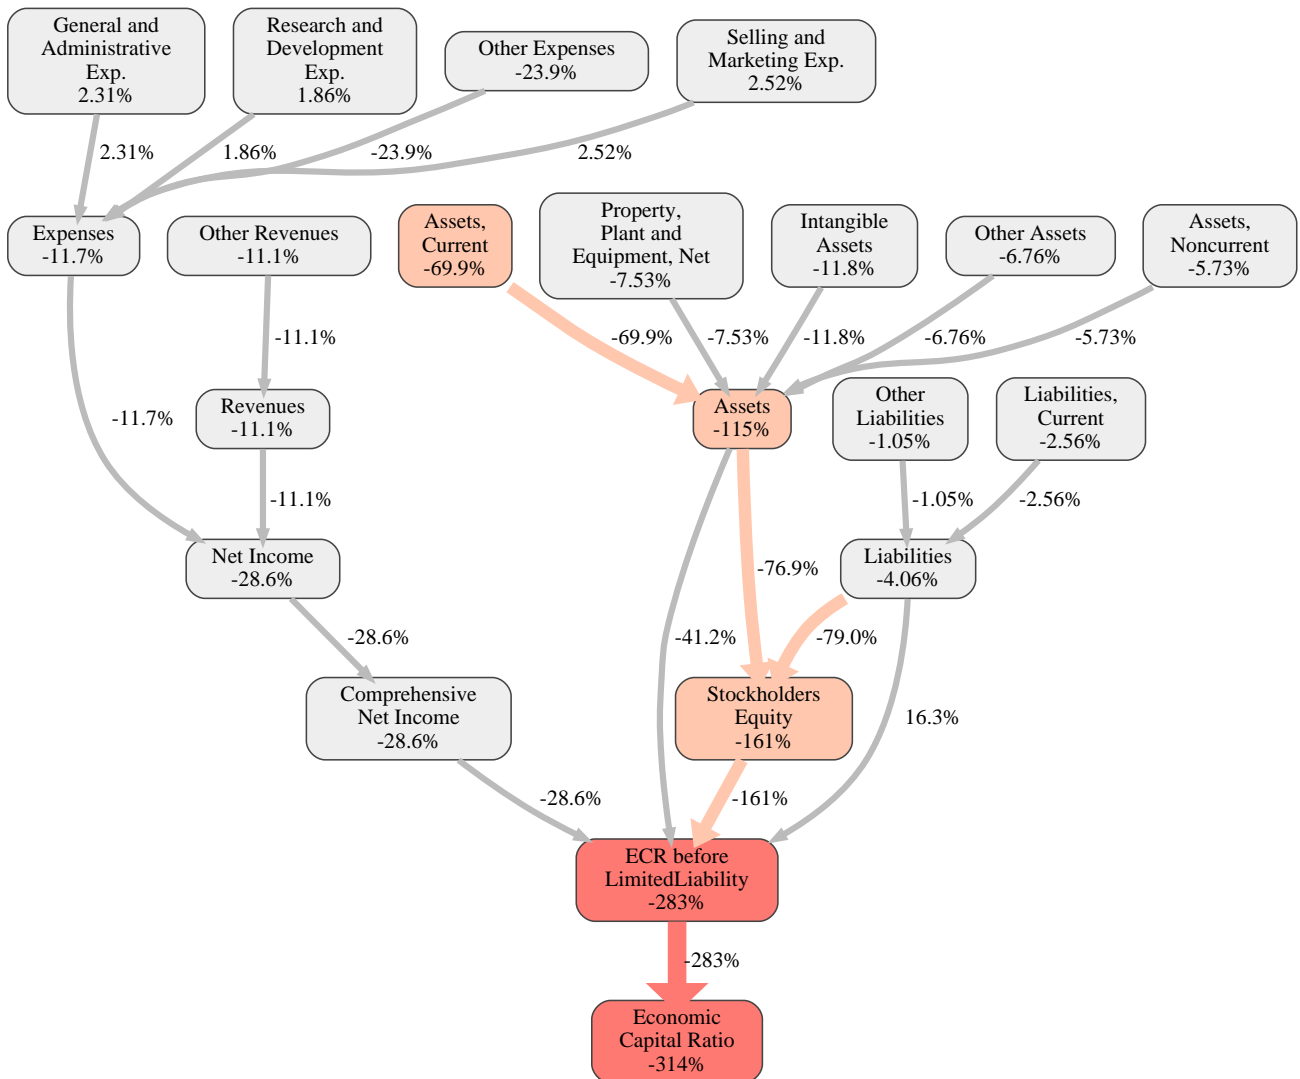 General and
Administrative
Exp.
2.31%
Research and
Development
Exp.
1.86%
Other Expenses
-23.9%
Selling and
Marketing Exp.
2.52%
2.31%
1.86%
-23.9%
2.52%
Expenses
-11.7%
Other Revenues
-11.1%
Assets,
Current
-69.9%
Property,
Plant and
Equipment, Net
-7.53%
Intangible
Assets
-11.8%
Other Assets
-6.76%
Assets,
Noncurrent
-5.73%
-11.1%
-69.9%
-7.53%
-11.8%
-6.76%
-5.73%
-11.7%
Revenues
-11.1%
Assets
-115%
Other
Liabilities
-1.05%
Liabilities,
Current
-2.56%
-11.1%
-1.05%
-2.56%
Net Income
-28.6%
-76.9%
Liabilities
-4.06%
-28.6%
-41.2%
-79.0%
Comprehensive
Net Income
-28.6%
Stockholders
Equity
-161%
16.3%
-28.6%
-161%
ECR before
LimitedLiability
-283%
-283%
Economic
Capital Ratio
-314%